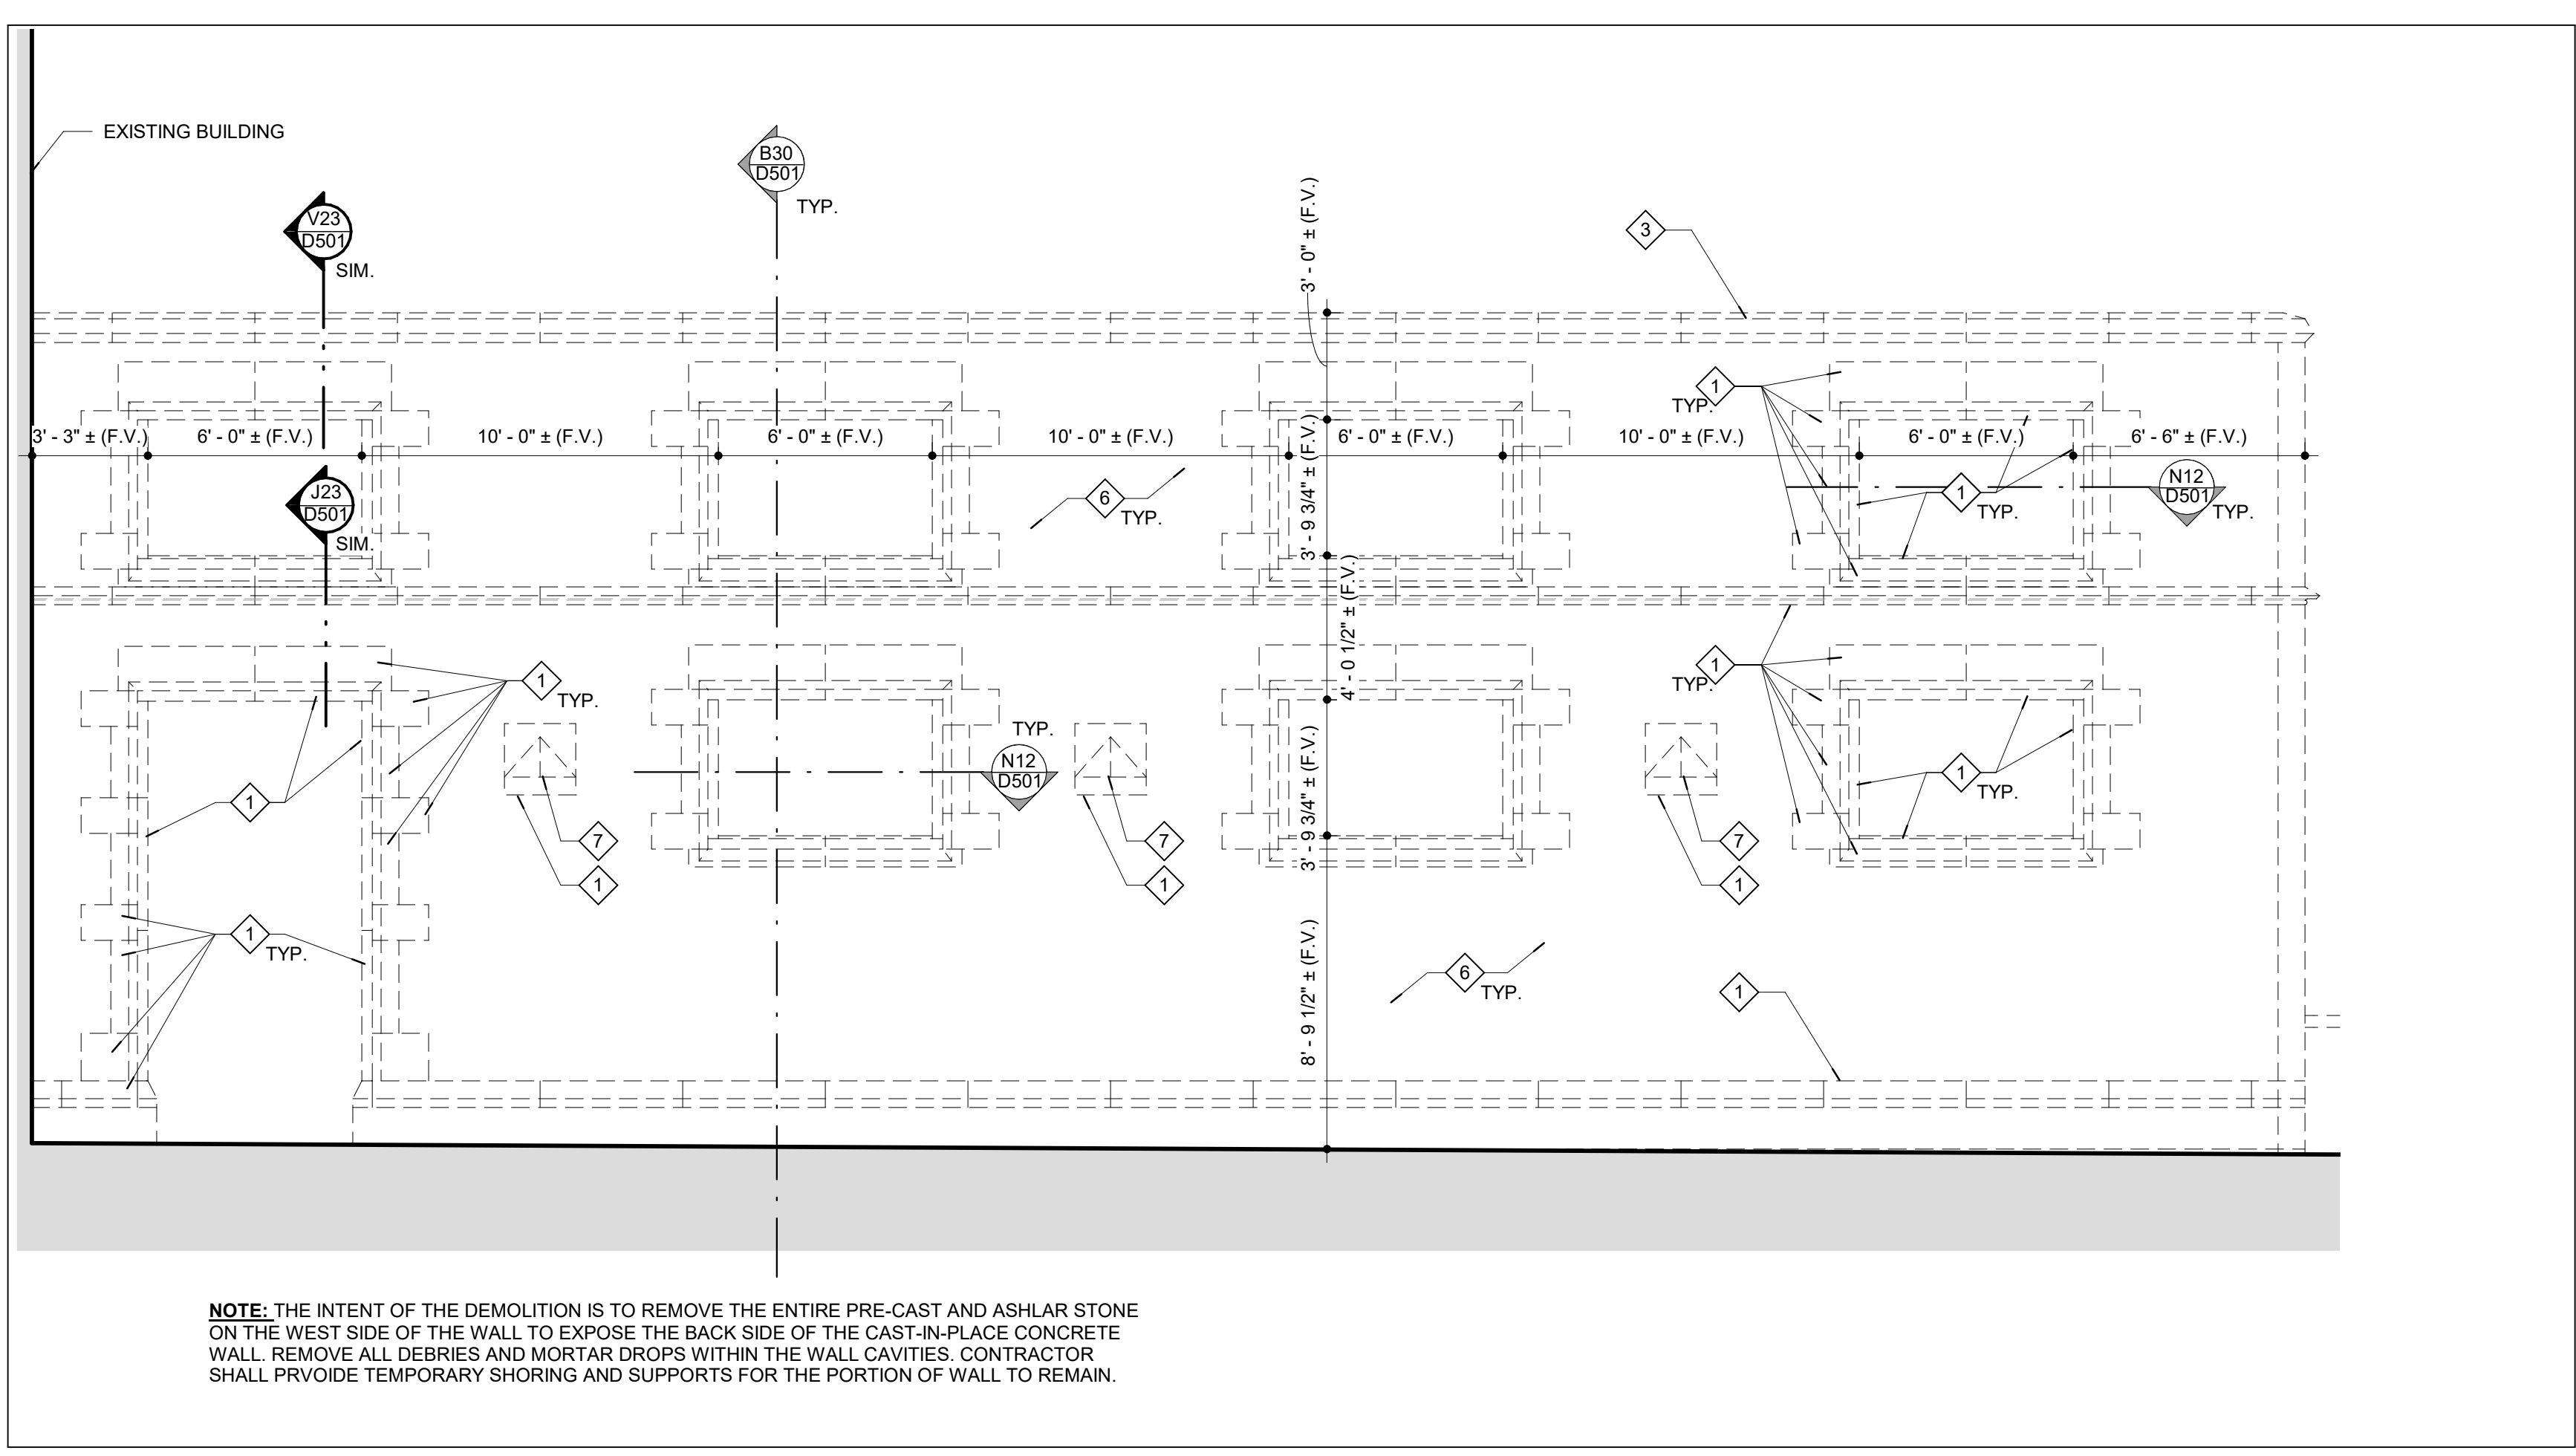 EXISTING BUILDING
B30
D501
TYP.
V23
D501
SIM.
3' - 0" ± (F.V.)
3
1
TYP.
3' - 3" ± (F.V.)
6' - 0" ± (F.V.)
10' - 0" ± (F.V.)
6' - 0" ± (F.V.)
10' - 0" ± (F.V.)
6' - 0" ± (F.V.)
10' - 0" ± (F.V.)
6' - 0" ± (F.V.)
6' - 6" ± (F.V.)
J23
D501
SIM.
6
TYP.
3' - 9 3/4" ± (F.V.)
1
TYP.
N12
D501
TYP.
4' - 0 1/2" ± (F.V.)
1
TYP.
1
TYP.
TYP.
N12
D501
1
TYP.
1
3' - 9 3/4" ± (F.V.)
7
7
7
1
1
1
1
TYP.
8' - 9 1/2" ± (F.V.)
6
TYP.
1
NOTE: THE INTENT OF THE DEMOLITION IS TO REMOVE THE ENTIRE PRE-CAST AND ASHLAR STONE
ON THE WEST SIDE OF THE WALL TO EXPOSE THE BACK SIDE OF THE CAST-IN-PLACE CONCRETE
WALL. REMOVE ALL DEBRIES AND MORTAR DROPS WITHIN THE WALL CAVITIES. CONTRACTOR
SHALL PRVOIDE TEMPORARY SHORING AND SUPPORTS FOR THE PORTION OF WALL TO REMAIN.